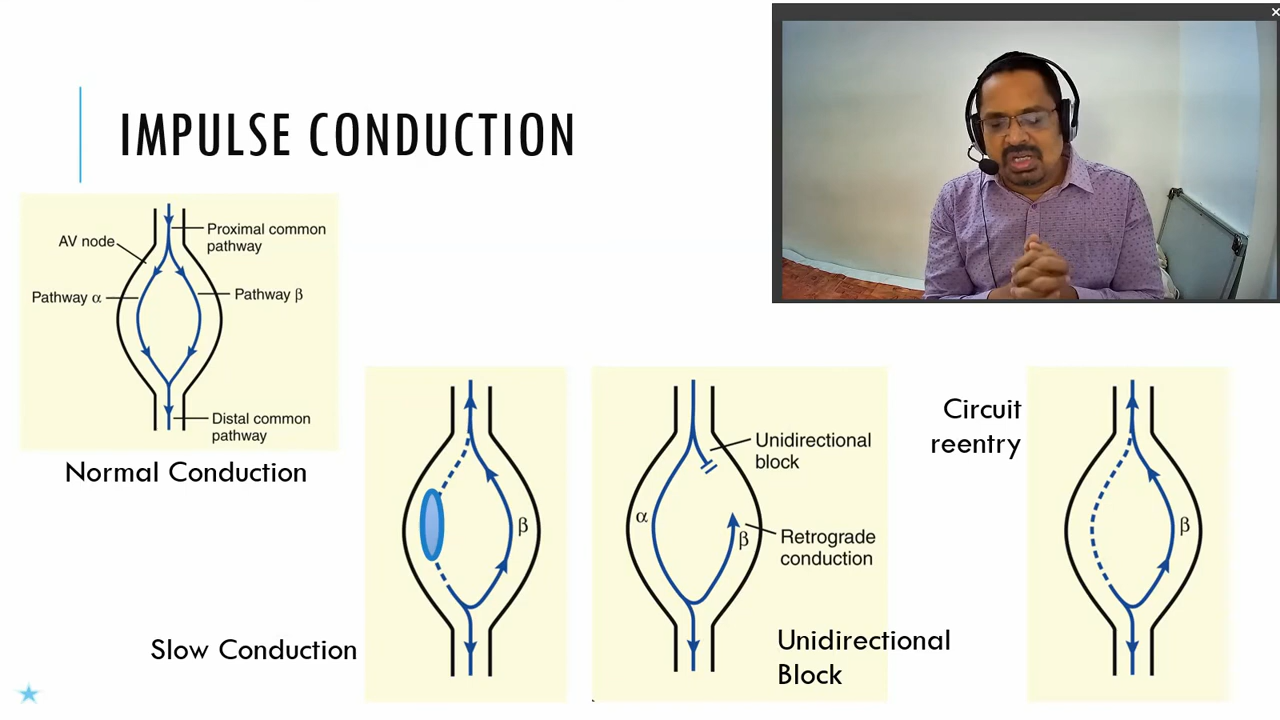 IMPULSE CONDUCTION
AV node
Proximal common
pathway
Pathway α
Pathway β
Distal common
pathway
Normal Conduction
β
Slow Conduction
Unidirectional
block
α
β
Retrograde
conduction
Unidirectional
Block
Circuit
reentry
β